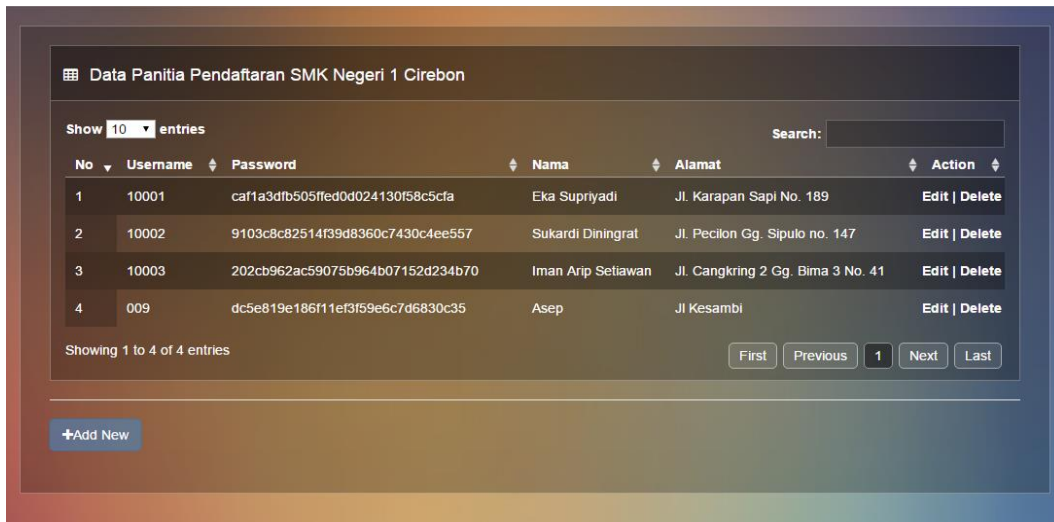 Data Panitia Pendaftaran SMK Negeri 1 Cirebon
Show 10 entries Search:
No Username Password Nama Alamat Action
1 10001 caf1a3dfb505ffed0d024130f58c5cfa Eka Supriyadi Jl. Karapan Sapi No. 189 Edit | Delete
2 10002 9103c8c82514f39d8360c7430c4ee557 Sukardi Diningrat Jl. Pecilon Gg. Sipulo no. 147 Edit | Delete
3 10003 202cb962ac59075b964b07152d234b70 Iman Arip Setiawan Jl. Cangkring 2 Gg. Bima 3 No. 41 Edit | Delete
4 009 dc5e819e186f11ef3f59e6c7d6830c35 Asep Jl Kesambi Edit | Delete
Showing 1 to 4 of 4 entries First Previous 1 Next Last
+Add New